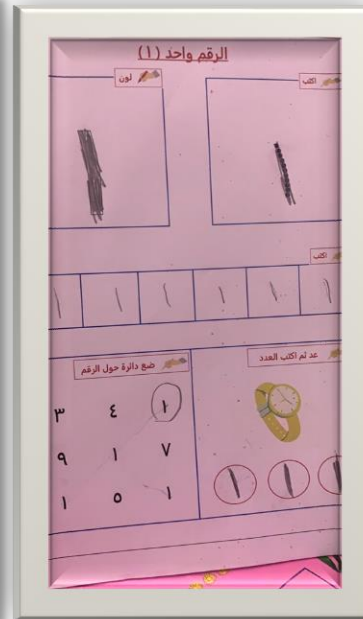 الرقم واحد (١)
اكتب
لون
اكتب
١ ١ ١ ١ ١ ١
عد ثم اكتب العدد
١ ١ ١
ضع دائرة حول الرقم
١ ٤ ٣
٧ ١ ٩
١ ٥ ١